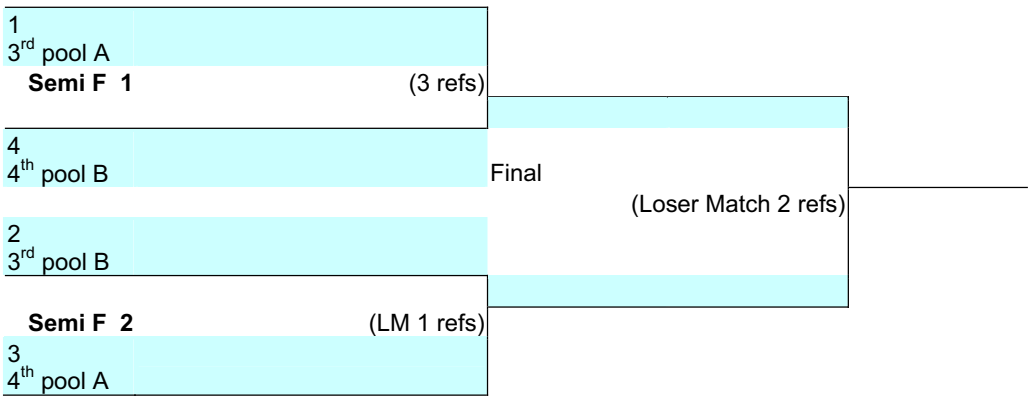 1
3rd pool A
Semi F 1 (3 refs)
4
4th pool B
Final
(Loser Match 2 refs)
2
3rd pool B
Semi F 2 (LM 1 refs)
3
4th pool A